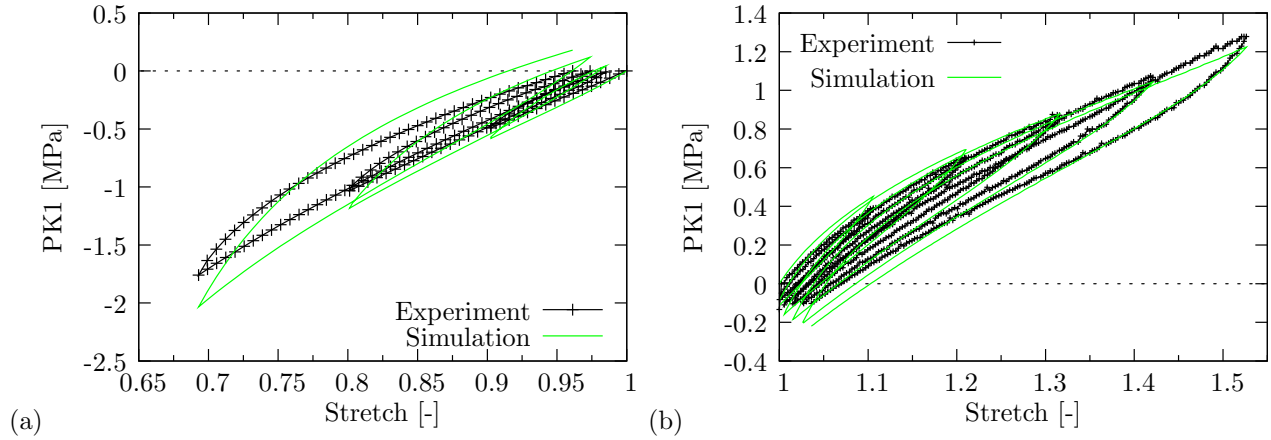 0.5
0
-0.5
-1
-1.5
-2
-2.5
PK1 [MPa]
0.65 0.7 0.75 0.8 0.85 0.9 0.95 1
Stretch [-]
Experiment
Simulation
(a)
1.4
1.2
1
0.8
0.6
0.4
0.2
0
-0.2
-0.4
PK1 [MPa]
Experiment
Simulation
1 1.1 1.2 1.3 1.4 1.5
Stretch [-]
(b)